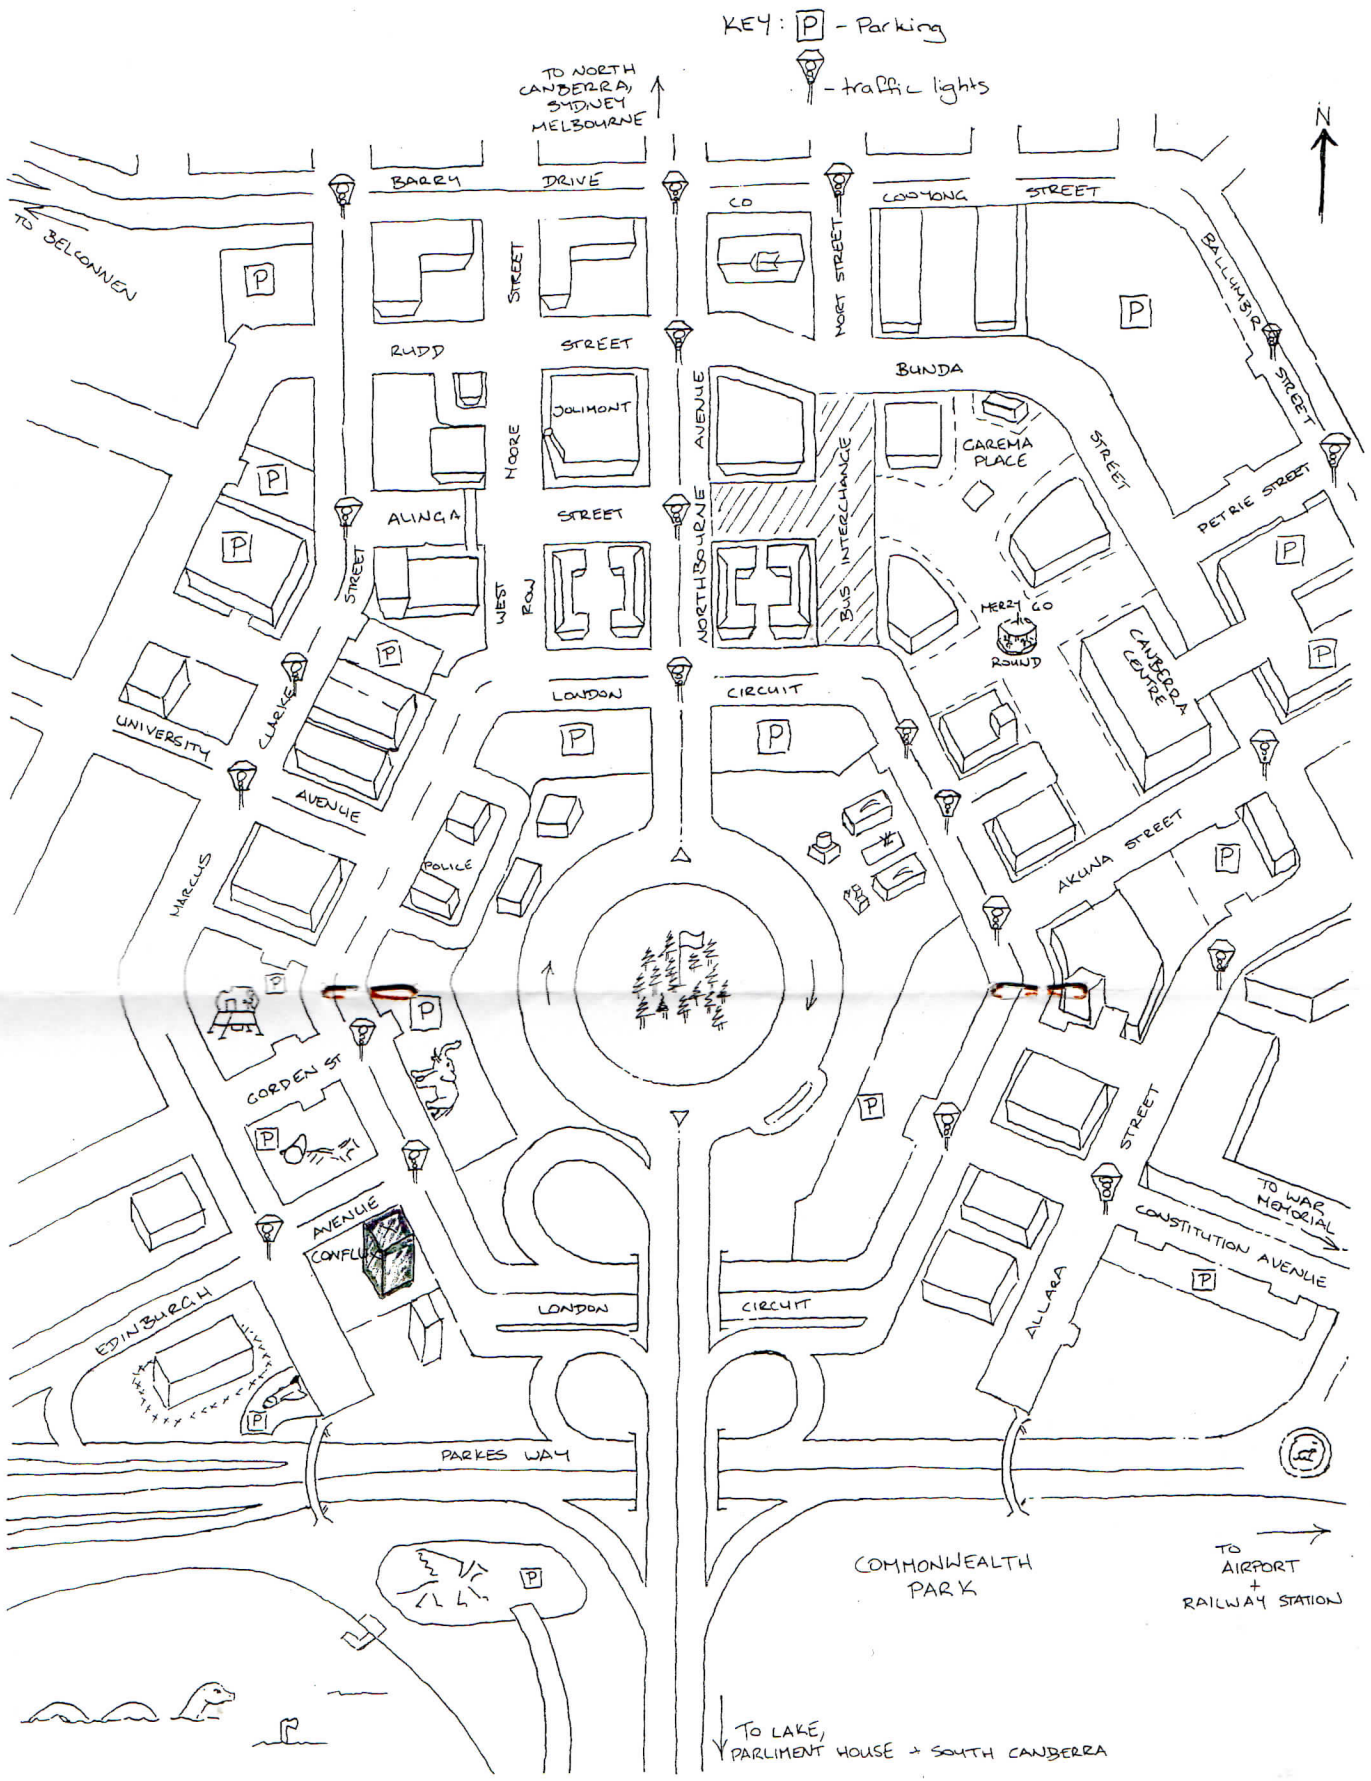 KEY: P - Parking
- traffic lights
TO NORTH
CANBERRA,
SYDNEY
MELBOURNE
N
BARRY DRIVE
CO
COOYONG STREET
TO BELCONNEN
P
STREET
MORT STREET
P
BALLUMBIR
STREET
RUDD STREET
BUNDA
STREET
JOLIMONT
MOORE
AVENUE
BUS INTERCHANGE
GAREMA
PLACE
P
PETRIE STREET
ALINGA STREET
NORTHBOURNE
P
P
STREET
WEST
ROW
MERRY GO
ROUND
CANBERRA
CENTRE
P
P
LONDON CIRCUIT
CLARKE
UNIVERSITY
AVENUE
P
P
MARCUS
POLICE
AKUNA STREET
P
P
P
GORDEN ST
P
P
STREET
AVENUE
CONFLUX
TO WAR
MEMORIAL
CONSTITUTION AVENUE
P
EDINBURGH
LONDON CIRCUIT
ALLARA
P
PARKES WAY
P
COMMONWEALTH
PARK
TO
AIRPORT
+
RAILWAY STATION
TO LAKE,
PARLIMENT HOUSE + SOUTH CANBERRA